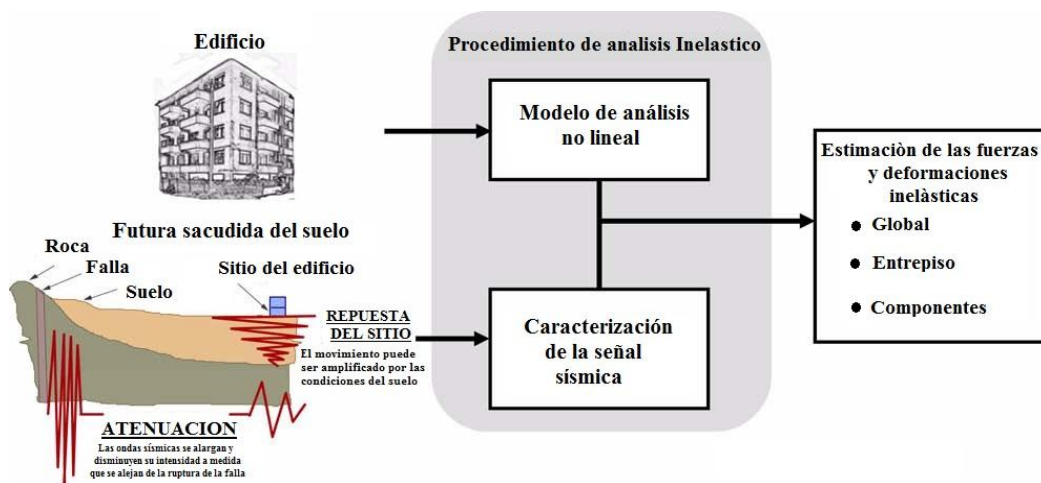 Edificio
Procedimiento de analisis Inelastico
Modelo de análisis
no lineal
Estimaciòn de las fuerzas
y deformaciones
inelàsticas
● Global
● Entrepiso
● Componentes
Futura sacudida del suelo
Roca
Falla
Suelo
Sitio del edificio
REPUESTA
DEL SITIO
El movimiento puede
ser amplificado por las
condiciones del suelo
Caracterización
de la señal
sísmica
ATENUACION
Las ondas sísmicas se alargan y
disminuyen su intensidad a medida
que se alejan de la ruptura de la falla